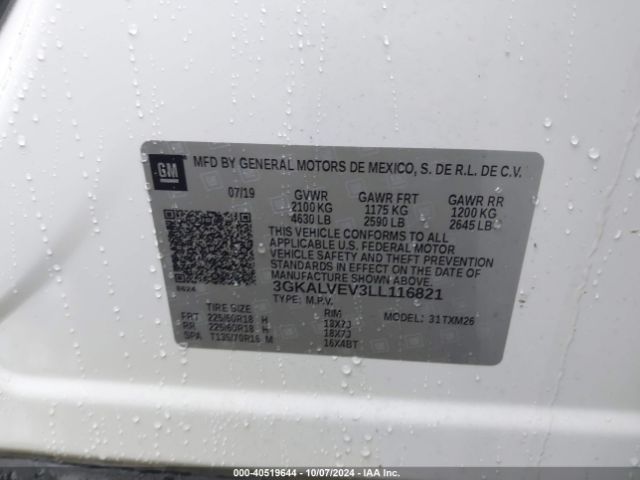 GM
MFD BY GENERAL MOTORS DE MEXICO, S. DE R.L. DE C.V.
07/19 GVWR GAWR FRT GAWR RR
2100 KG 1175 KG 1200 KG
4630 LB 2590 LB 2645 LB
THIS VEHICLE CONFORMS TO ALL
APPLICABLE U.S. FEDERAL MOTOR
VEHICLE SAFETY AND THEFT PREVENTION
STANDARDS IN EFFECT ON THE DATE OF
MANUFACTURE SHOWN ABOVE.
3GKALVEV3LL116821
TYPE: M.P.V. MODEL: 31TXM26
TIRE SIZE RIM
FRT 225/60R18 H 18X7J
RR 225/60R18 H 18X7J
SPA T135/70R16 M 16X4BT
000-40519644 - 10/07/2024 - IAA Inc.